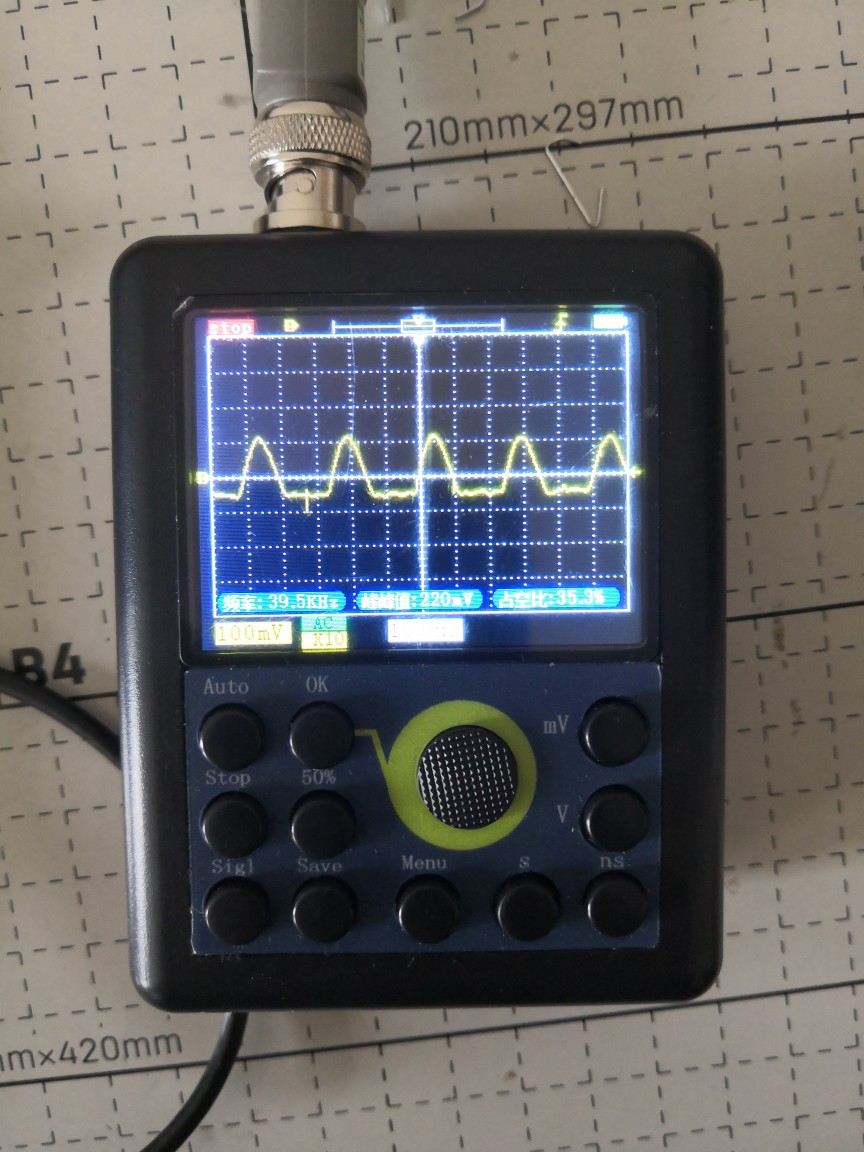 210mm×297mm
stop
频率:39.5KHz 峰峰值:220mV 占空比:35.3%
100mV AC X10
B4
Auto OK
mV
Stop 50%
V
Sigl Save Menu s ns
mm×420mm